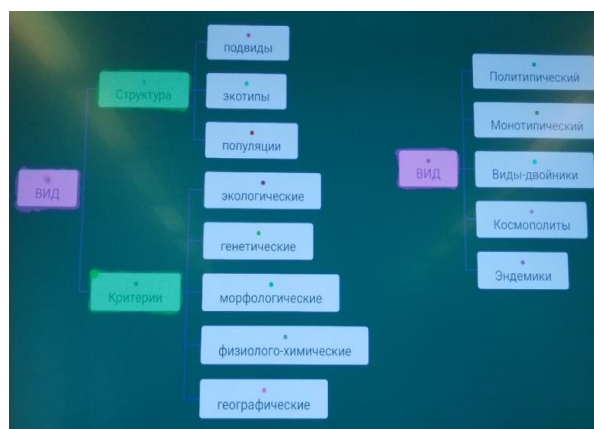 подвиды
Структура
экотипы
популяции
ВИД
экологические
генетические
Критерии
морфологические
физиолого-химические
географические
Политипический
Монотипический
ВИД
Виды-двойники
Космополиты
Эндемики